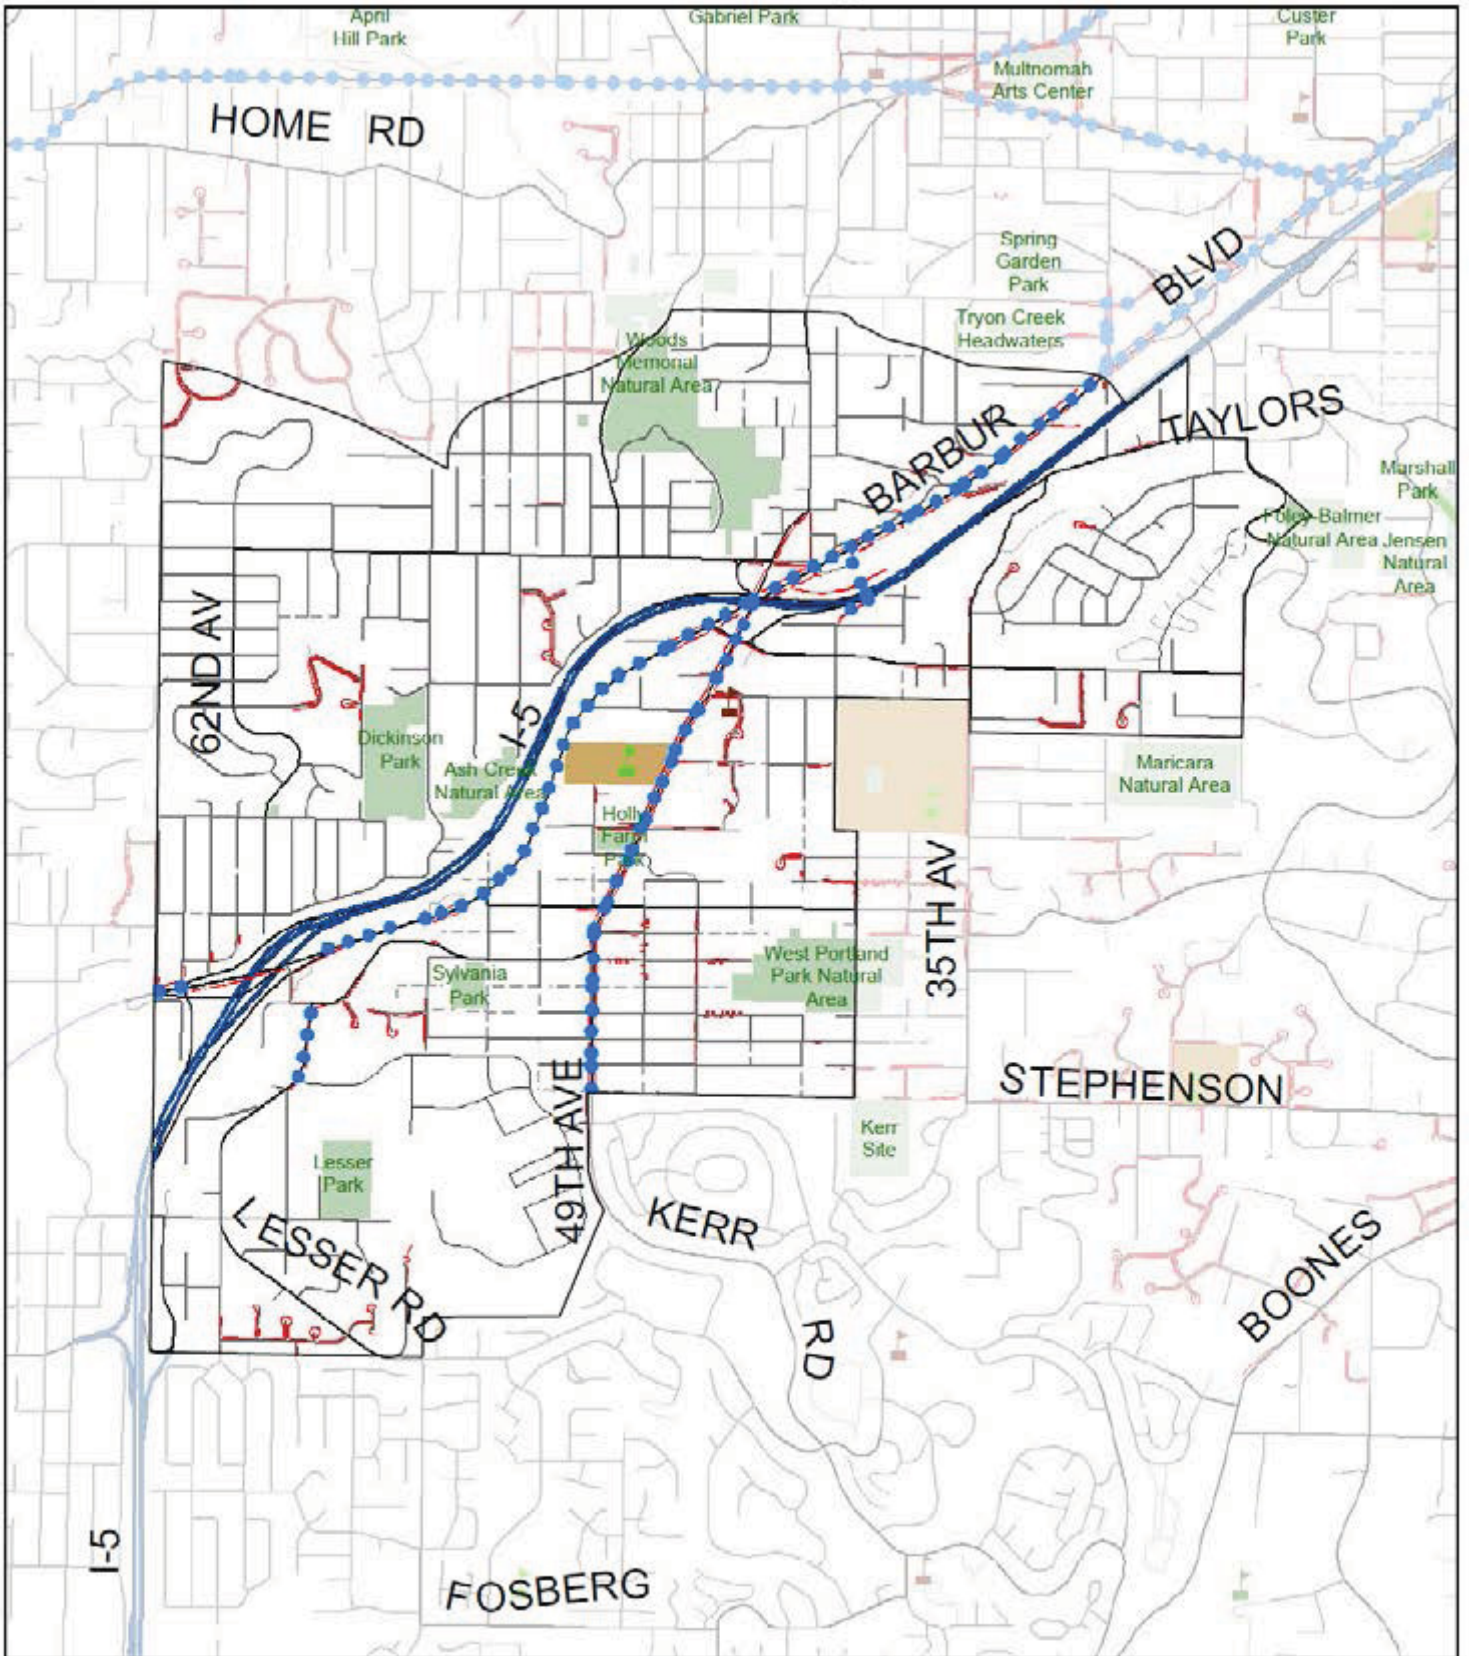 April
Hill Park
Gabriel Park
Custer
Park
Multnomah
Arts Center
HOME RD
Spring
Garden
Park
BLVD
Tryon Creek
Headwaters
Woods
Memorial
Natural Area
TAYLORS
BARBUR
Marshall
Park
Foley-Balmer
Natural Area
Jensen
Natural
Area
62ND AV
I-5
Dickinson
Park
Ash Creek
Natural Area
Maricara
Natural Area
Holly
Farm
Park
35TH AV
West Portland
Park Natural
Area
Sylvania
Park
STEPHENSON
49TH AVE
Kerr
Site
Lesser
Park
LESSER RD
KERR
RD
BOONES
I-5
FOSBERG